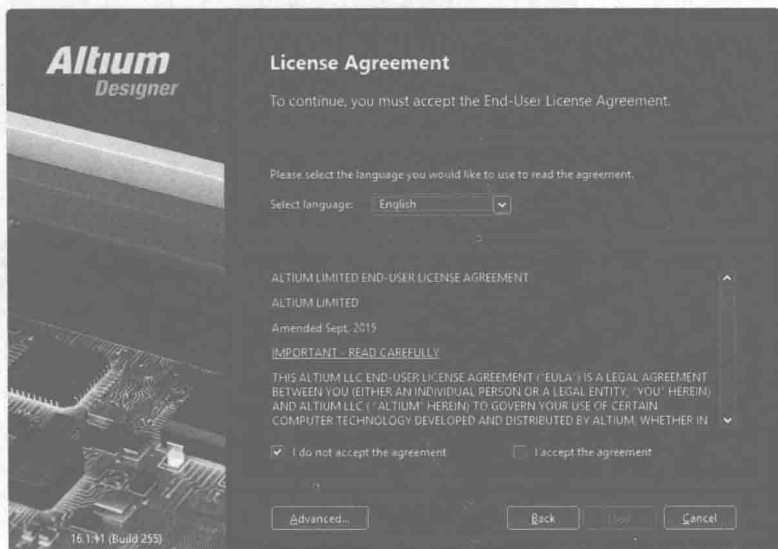 Altium
Designer
License Agreement
To continue, you must accept the End-User License Agreement.
Please select the language you would like to use to read the agreement.
Select language:
English
ALTIUM LIMITED END-USER LICENSE AGREEMENT
ALTIUM LIMITED
Amended Sept, 2015
IMPORTANT - READ CAREFULLY
THIS ALTIUM LLC END-USER LICENSE AGREEMENT ("EULA") IS A LEGAL AGREEMENT
BETWEEN YOU (EITHER AN INDIVIDUAL PERSON OR A LEGAL ENTITY, "YOU" HEREIN)
AND ALTIUM LLC ( "ALTIUM" HEREIN) TO GOVERN YOUR USE OF CERTAIN
COMPUTER TECHNOLOGY DEVELOPED AND DISTRIBUTED BY ALTIUM, WHETHER IN
I do not accept the agreement
I accept the agreement
Advanced...
Back
Cancel
(Build 255)